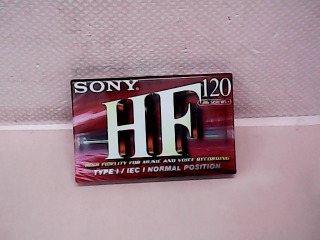 SONY
HF 120
HIGH FIDELITY FOR MUSIC AND VOICE RECORDING
TYPE I / IEC I NORMAL POSITION